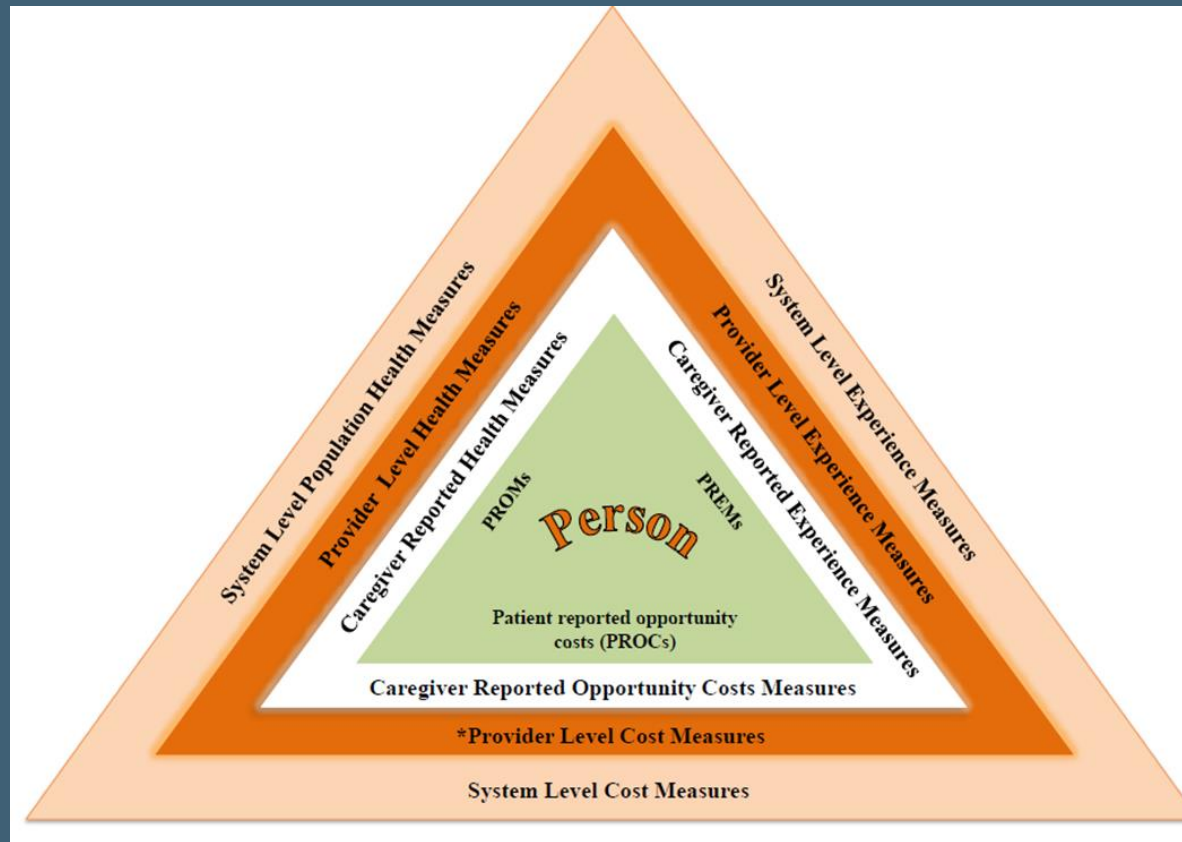 System Level Population Health Measures
Provider Level Health Measures
Caregiver Reported Health Measures
PROMs
System Level Experience Measures
Provider Level Experience Measures
Caregiver Reported Experience Measures
PREMs
Person
Patient reported opportunity
costs (PROCs)
Caregiver Reported Opportunity Costs Measures
*Provider Level Cost Measures
System Level Cost Measures